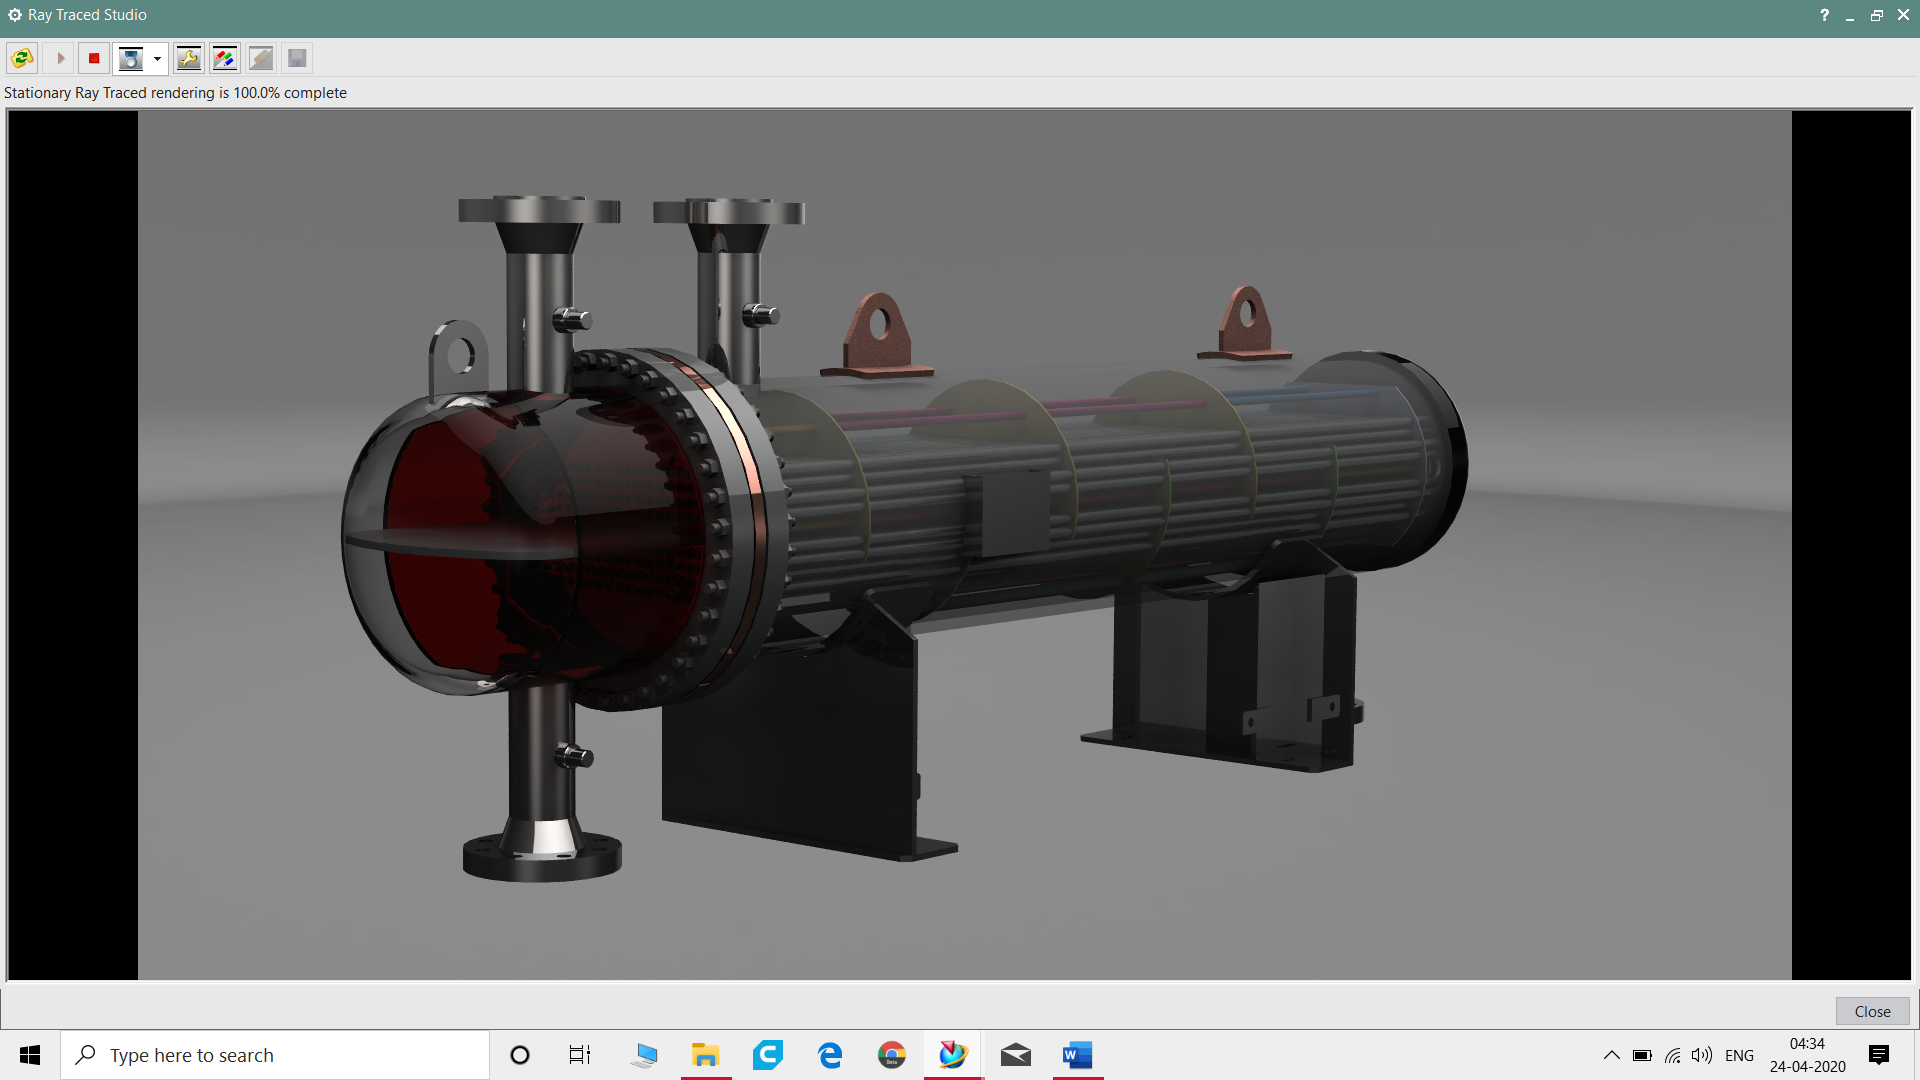 Ray Traced Studio
?
Stationary Ray Traced rendering is 100.0% complete
Close
Type here to search
Beta
W
ENG
04:34
24-04-2020